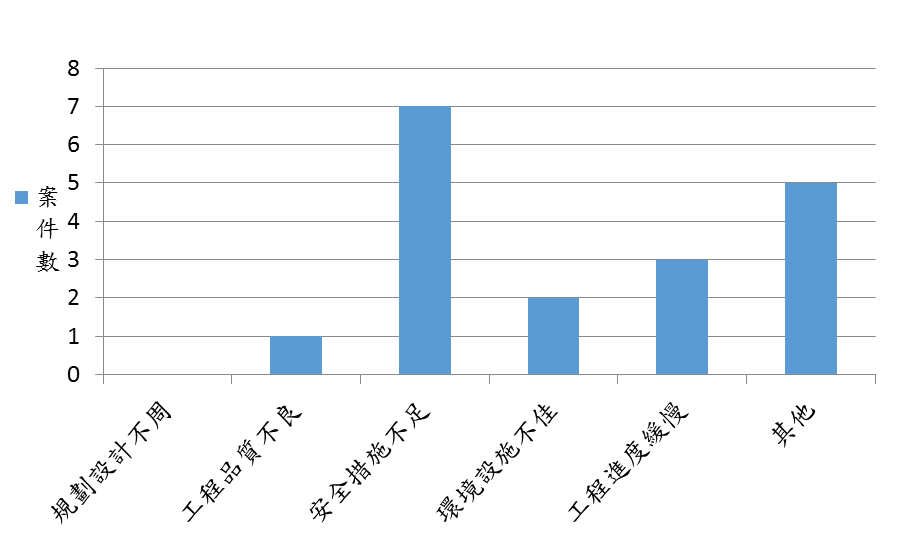 8
7
6
5
4
3
2
1
0
案件數
規劃設計不周
工程品質不良
安全措施不足
環境設施不佳
工程進度緩慢
其他